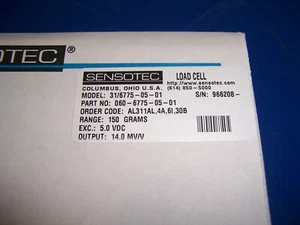 OTEC®
SENSOTEC LOAD CELL
COLUMBUS, OHIO U.S.A. http://www.sensotec.com
(614) 850-5000
MODEL: 31/6775-05-01 S/N: 966208-
PART NO: 060-6775-05-01
ORDER CODE: AL311AL,4A,6I,30B
RANGE: 150 GRAMS
EXC.: 5.0 VDC
OUTPUT: 14.0 MV/V